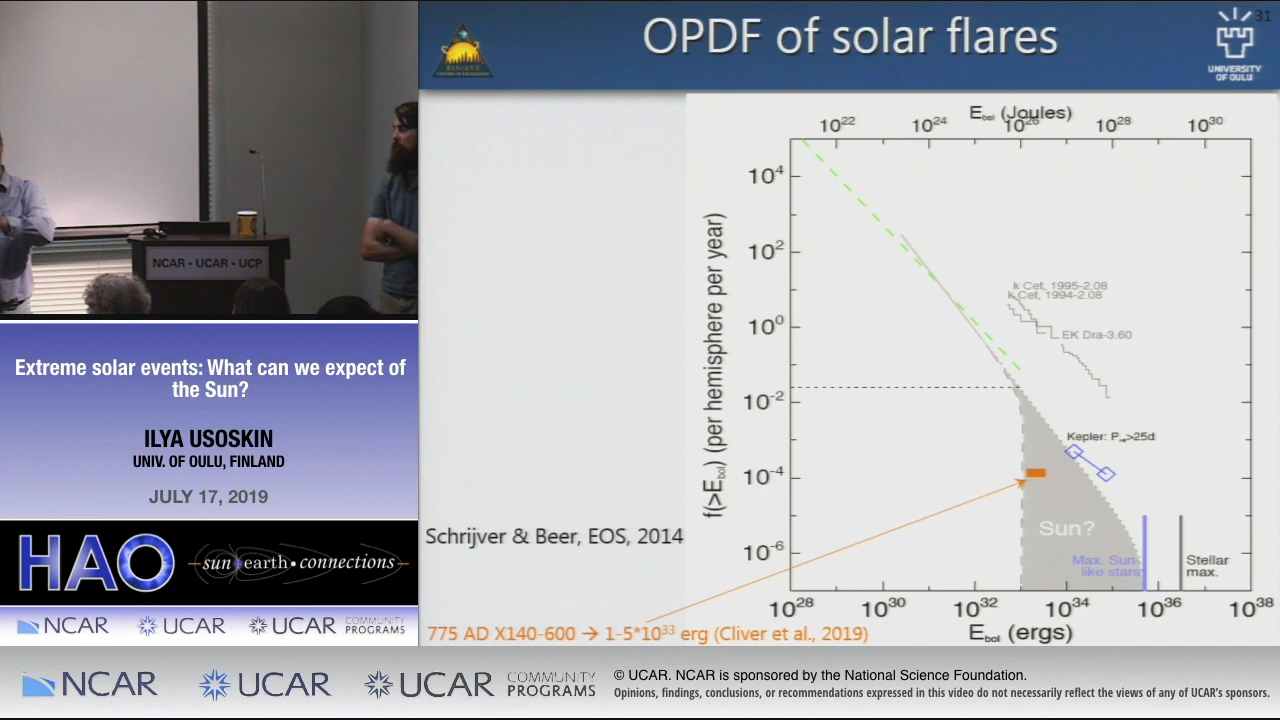 NCAR • UCAR • UCP
Extreme solar events: What can we expect of
the Sun?
ILYA USOSKIN
UNIV. OF OULU, FINLAND
JULY 17, 2019
HAO
sun earth • connections
NCAR
UCAR
UCAR
COMMUNITY
PROGRAMS
OPDF of solar flares
31
RESOLVE
CENTRE OF EXCELLENCE
UNIVERSITY
OF OULU
E_bol (Joules)
10^22 10^24 10^26 10^28 10^30
10^4
10^2
10^0
10^-2
10^-4
10^-6
f(>E_bol) (per hemisphere per year)
k Cet, 1995-2.08
k Cet, 1994-2.08
EK Dra-3.60
Kepler: P_rot>25d
Sun?
Max. Sun-
like stars
Stellar
max.
10^28 10^30 10^32 10^34 10^36 10^38
E_bol (ergs)
Schrijver & Beer, EOS, 2014
775 AD X140-600 → 1-5*10^33 erg (Cliver et al., 2019)
NCAR
UCAR
UCAR
COMMUNITY
PROGRAMS
© UCAR. NCAR is sponsored by the National Science Foundation.
Opinions, findings, conclusions, or recommendations expressed in this video do not necessarily reflect the views of any of UCAR's sponsors.